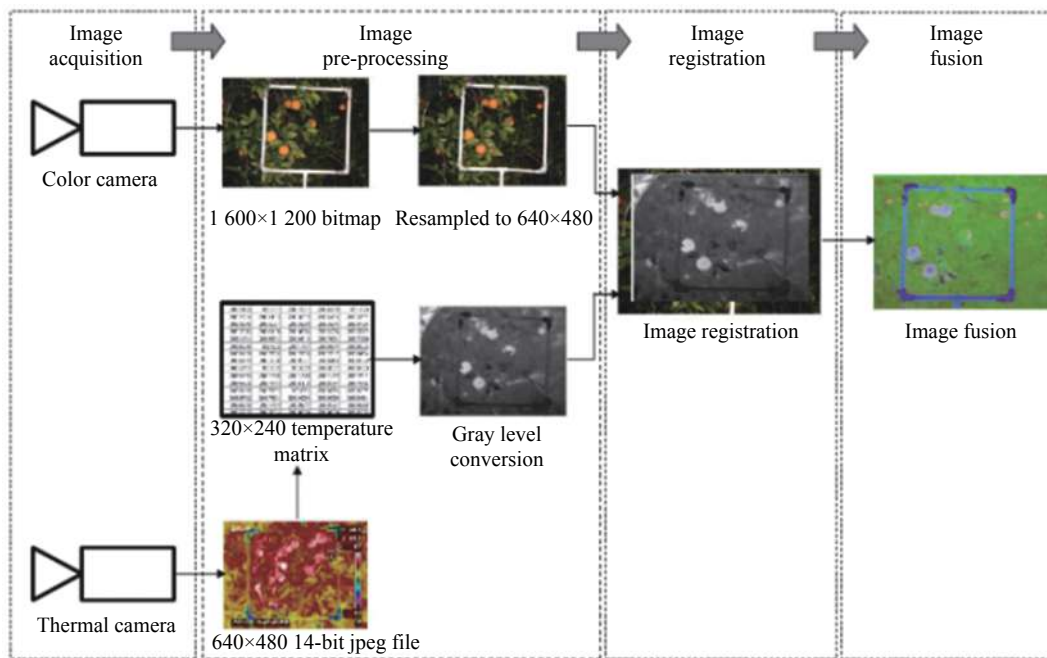 Image
acquisition
Image
pre-processing
Image
registration
Image
fusion
Color camera
1 600×1 200 bitmap
Resampled to 640×480
Image registration
Image fusion
320×240 temperature
matrix
Gray level
conversion
Thermal camera
640×480 14-bit jpeg file